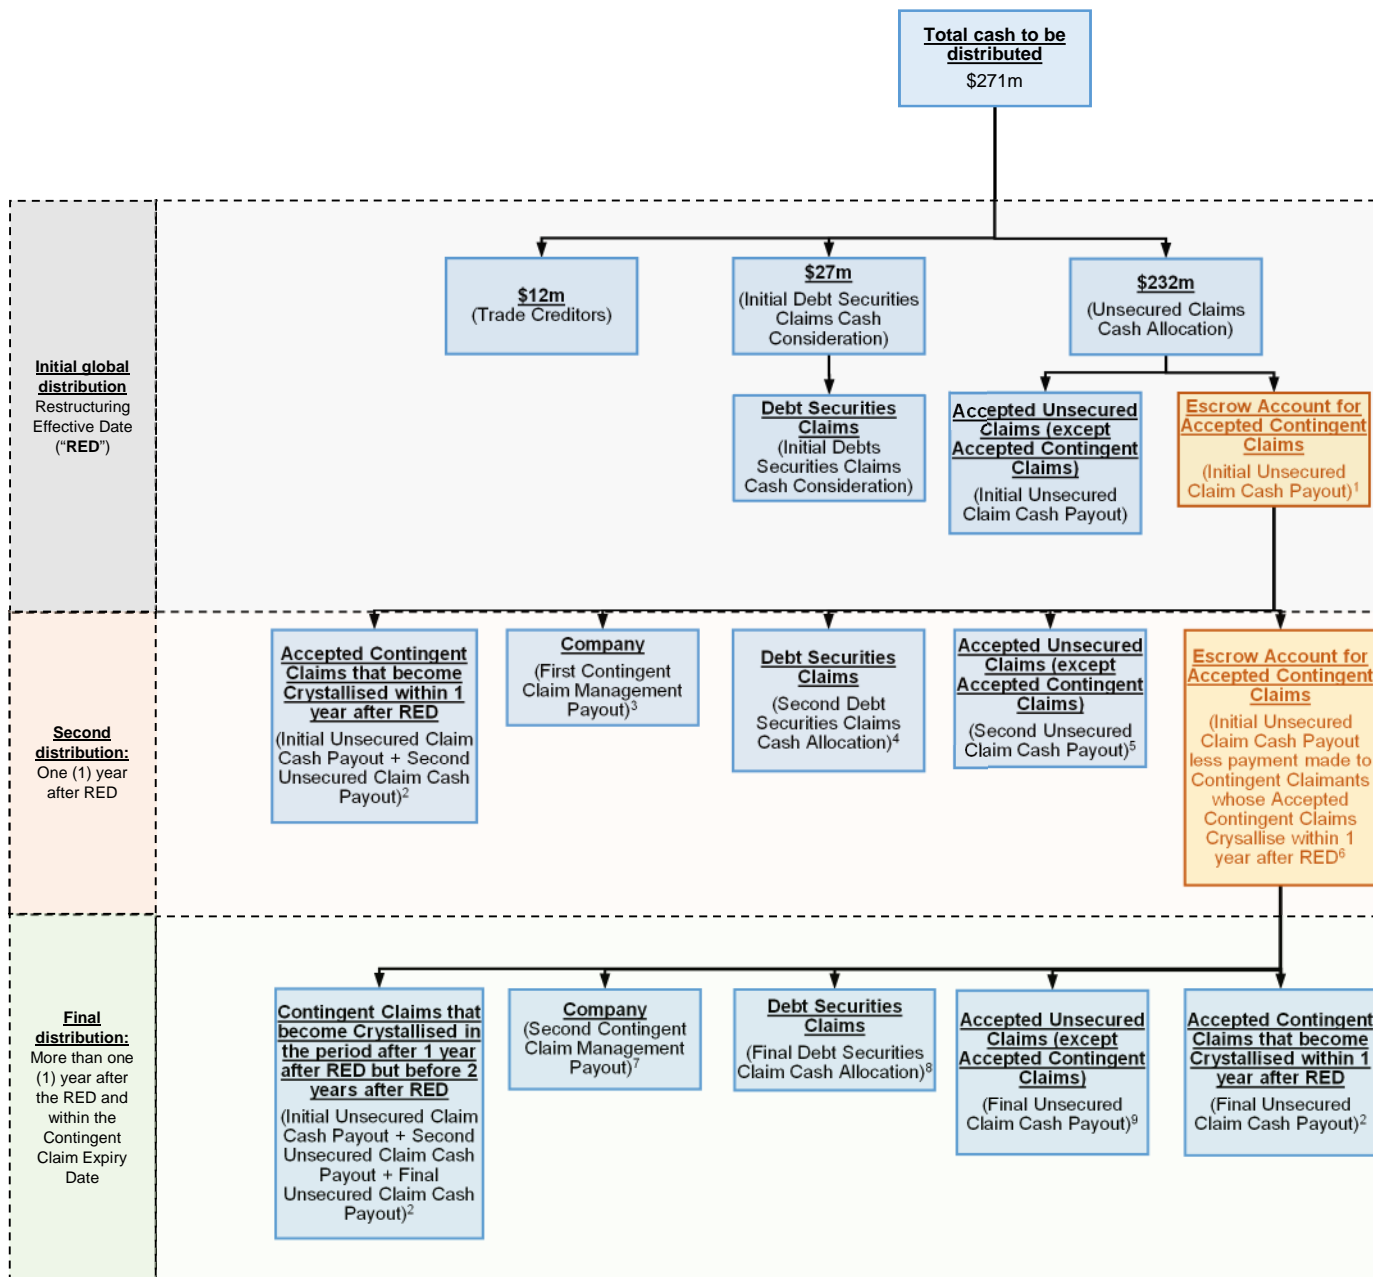 Total cash to be
distributed
$271m
Initial global
distribution
Restructuring
Effective Date
(“RED”)
$12m
(Trade Creditors)
$27m
(Initial Debt Securities
Claims Cash
Consideration)
$232m
(Unsecured Claims
Cash Allocation)
Debt Securities
Claims
(Initial Debts
Securities Claims
Cash Consideration)
Accepted Unsecured
Claims (except
Accepted Contingent
Claims)
(Initial Unsecured
Claim Cash Payout)
Escrow Account for
Accepted Contingent
Claims
(Initial Unsecured
Claim Cash Payout)1
Second
distribution:
One (1) year
after RED
Accepted Contingent
Claims that become
Crystallised within 1
year after RED
(Initial Unsecured Claim
Cash Payout + Second
Unsecured Claim Cash
Payout)2
Company
(First Contingent
Claim Management
Payout)3
Debt Securities
Claims
(Second Debt
Securities Claims
Cash Allocation)4
Accepted Unsecured
Claims (except
Accepted Contingent
Claims)
(Second Unsecured
Claim Cash Payout)5
Escrow Account for
Accepted Contingent
Claims
(Initial Unsecured
Claim Cash Payout
less payment made to
Contingent Claimants
whose Accepted
Contingent Claims
Crysallise within 1
year after RED6
Final
distribution:
More than one
(1) year after
the RED and
within the
Contingent
Claim Expiry
Date
Contingent Claims that
become Crystallised in
the period after 1 year
after RED but before 2
years after RED
(Initial Unsecured Claim
Cash Payout + Second
Unsecured Claim Cash
Payout + Final
Unsecured Claim Cash
Payout)2
Company
(Second Contingent
Claim Management
Payout)7
Debt Securities
Claims
(Final Debt Securities
Claim Cash Allocation)8
Accepted Unsecured
Claims (except
Accepted Contingent
Claims)
(Final Unsecured
Claim Cash Payout)9
Accepted Contingent
Claims that become
Crystallised within 1
year after RED
(Final Unsecured
Claim Cash Payout)2